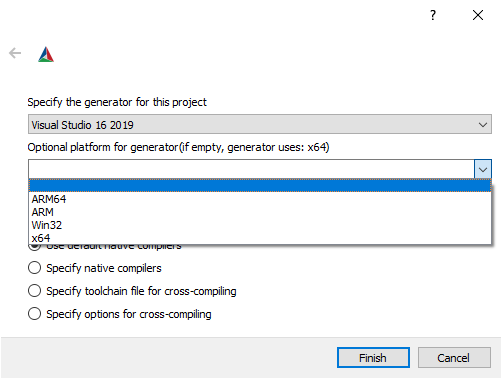 ?
Specify the generator for this project
Visual Studio 16 2019
Optional platform for generator(if empty, generator uses: x64)
ARM64
ARM
Win32
x64
Use default native compilers
Specify native compilers
Specify toolchain file for cross-compiling
Specify options for cross-compiling
Finish Cancel